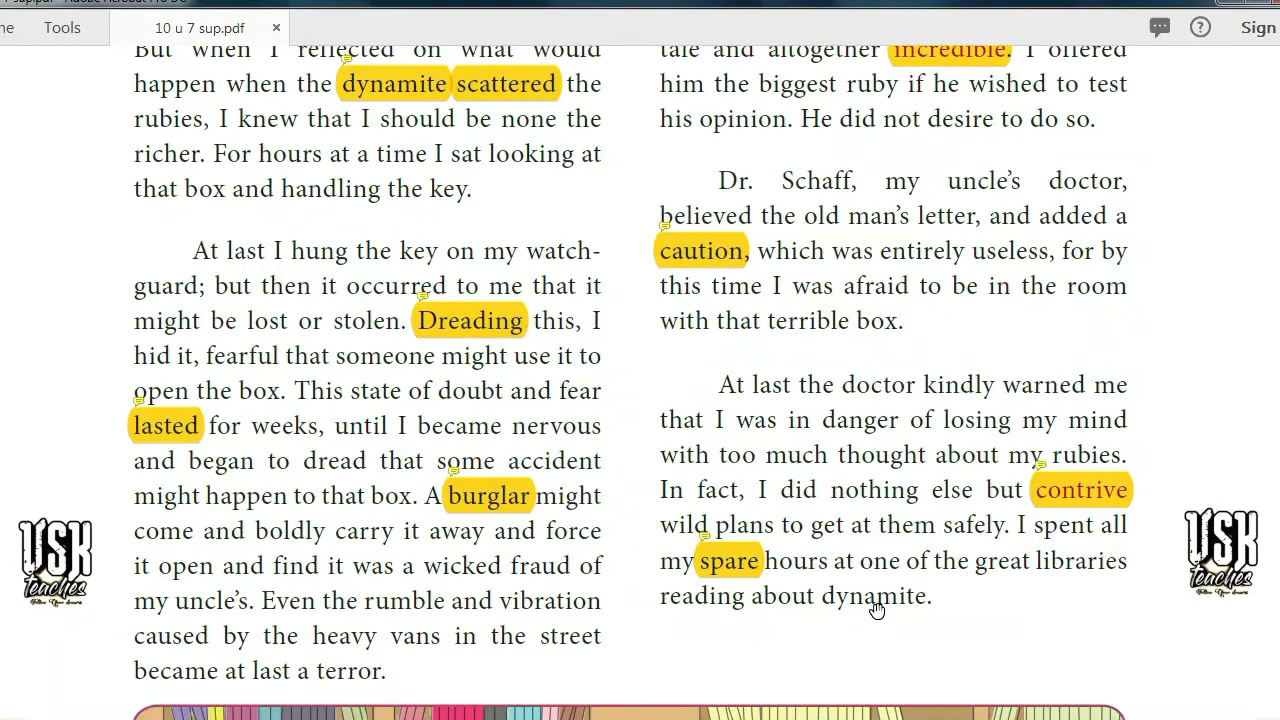 7 sup.pdf - Adobe Acrobat Pro DC
me Tools 10 u 7 sup.pdf × Sign
But when I reflected on what would
happen when the dynamite scattered the
rubies, I knew that I should be none the
richer. For hours at a time I sat looking at
that box and handling the key.
At last I hung the key on my watch-
guard; but then it occurred to me that it
might be lost or stolen. Dreading this, I
hid it, fearful that someone might use it to
open the box. This state of doubt and fear
lasted for weeks, until I became nervous
and began to dread that some accident
might happen to that box. A burglar might
come and boldly carry it away and force
it open and find it was a wicked fraud of
my uncle's. Even the rumble and vibration
caused by the heavy vans in the street
became at last a terror.
tale and altogether incredible. I offered
him the biggest ruby if he wished to test
his opinion. He did not desire to do so.
Dr. Schaff, my uncle's doctor,
believed the old man's letter, and added a
caution, which was entirely useless, for by
this time I was afraid to be in the room
with that terrible box.
At last the doctor kindly warned me
that I was in danger of losing my mind
with too much thought about my rubies.
In fact, I did nothing else but contrive
wild plans to get at them safely. I spent all
my spare hours at one of the great libraries
reading about dynamite.
VSK
teaches
VSK
teaches